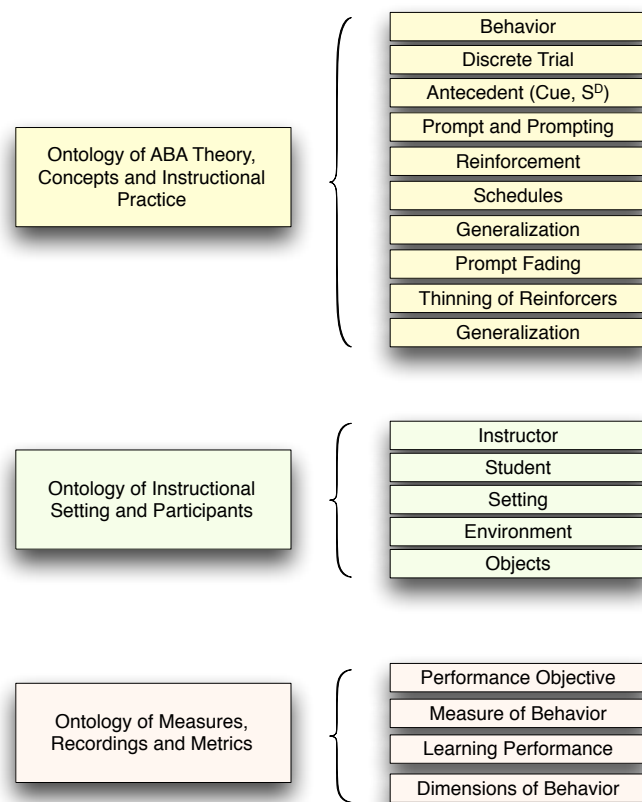 Ontology of ABA Theory,
Concepts and Instructional
Practice
Behavior
Discrete Trial
Antecedent (Cue, Sᴰ)
Prompt and Prompting
Reinforcement
Schedules
Generalization
Prompt Fading
Thinning of Reinforcers
Generalization
Ontology of Instructional
Setting and Participants
Instructor
Student
Setting
Environment
Objects
Ontology of Measures,
Recordings and Metrics
Performance Objective
Measure of Behavior
Learning Performance
Dimensions of Behavior